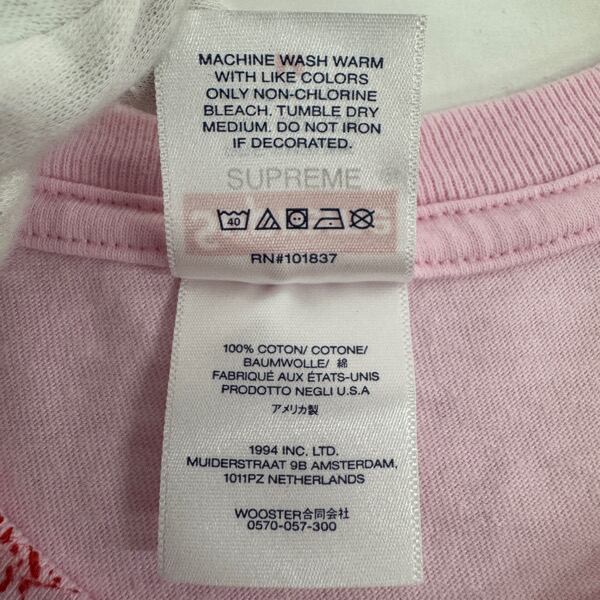 MACHINE WASH WARM
WITH LIKE COLORS
ONLY NON-CHLORINE
BLEACH. TUMBLE DRY
MEDIUM. DO NOT IRON
IF DECORATED.
SUPREME
40
RN#101837
100% COTTON/ COTONE/
BAUMWOLLE/ 綿
FABRIQUÉ AUX ÉTATS-UNIS
PRODOTTO NEGLI U.S.A
アメリカ製
1994 INC. LTD.
MUIDERSTRAAT 9B AMSTERDAM,
1011PZ NETHERLANDS
WOOSTER合同会社
0570-057-300